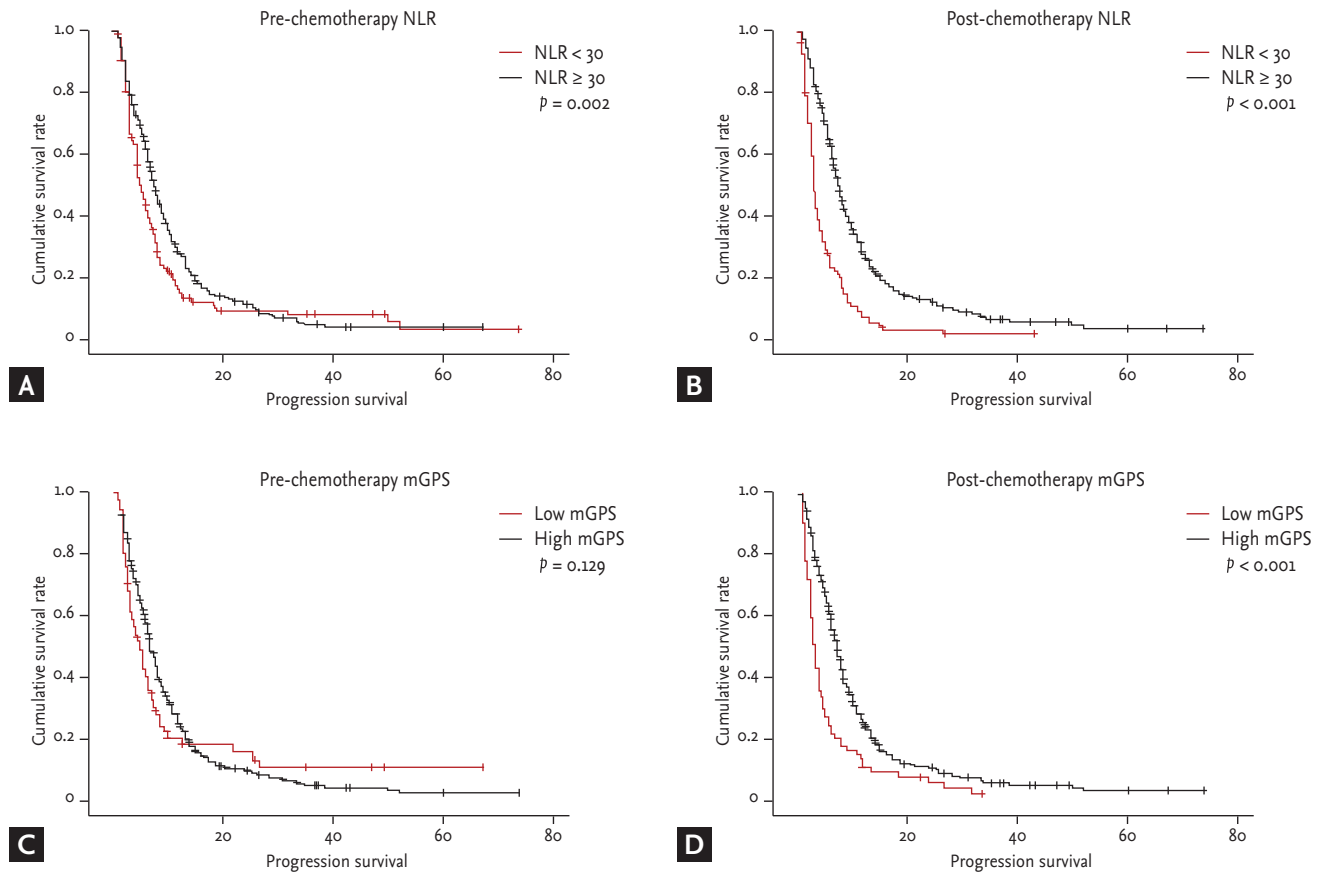 Pre-chemotherapy NLR
1.0
0.8
0.6
0.4
0.2
0
Cumulative survival rate
NLR < 30
NLR ≥ 30
p = 0.002
20
40
60
80
Progression survival
A
Post-chemotherapy NLR
1.0
0.8
0.6
0.4
0.2
0
Cumulative survival rate
NLR < 30
NLR ≥ 30
p < 0.001
20
40
60
80
Progression survival
B
Pre-chemotherapy mGPS
1.0
0.8
0.6
0.4
0.2
0
Cumulative survival rate
Low mGPS
High mGPS
p = 0.129
20
40
60
80
Progression survival
C
Post-chemotherapy mGPS
1.0
0.8
0.6
0.4
0.2
0
Cumulative survival rate
Low mGPS
High mGPS
p < 0.001
20
40
60
80
Progression survival
D